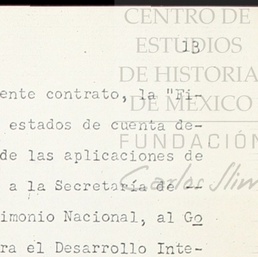 CENTRO DE
ESTUDIOS
13
DE HISTORIA
DE MEXICO
FUNDACIÓN
Carlos Slim
ente contrato, la "Fi-
estados de cuenta de-
de las aplicaciones de
a la Secretaría de --
imonio Nacional, al Go
ra el Desarrollo Inte-